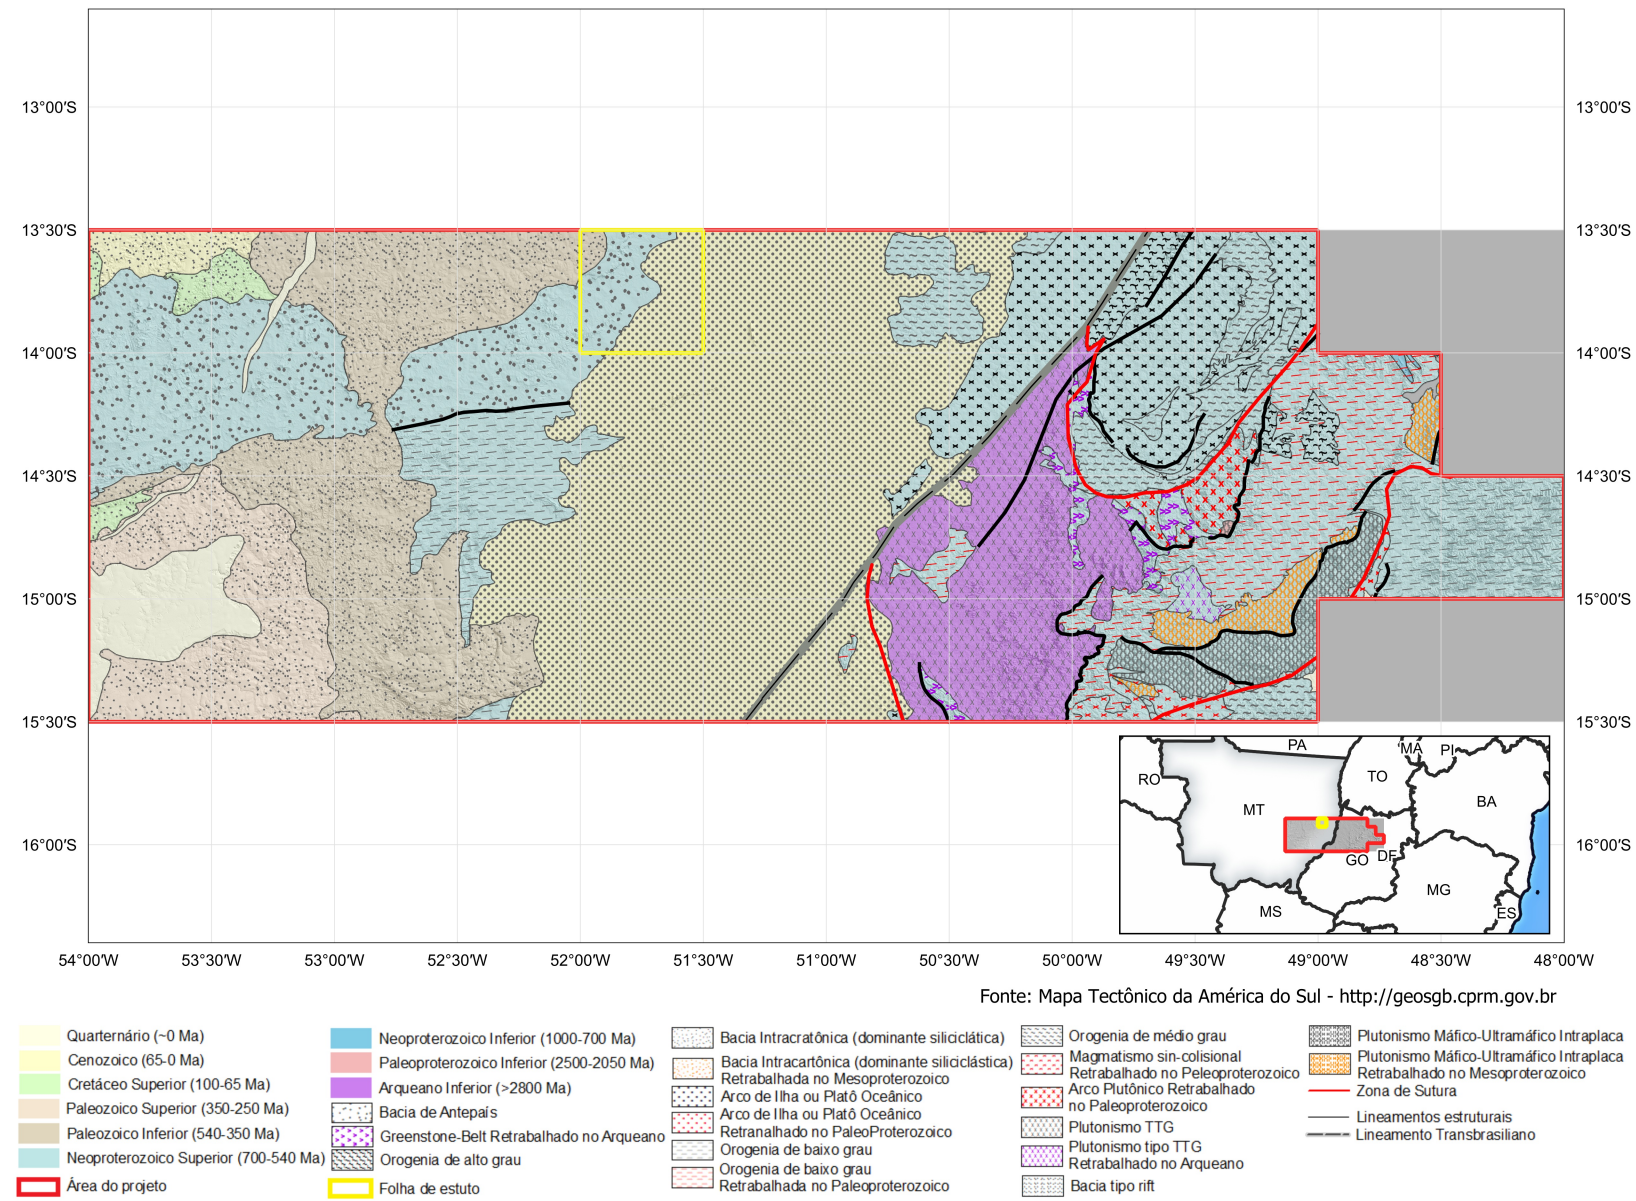 13°00'S
13°00'S
13°30'S
13°30'S
14°00'S
14°00'S
14°30'S
14°30'S
15°00'S
15°00'S
15°30'S
15°30'S
PA
MA
PI
RO
TO
MT
BA
16°00'S
16°00'S
GO
DF
MG
MS
ES
54°00'W
53°30'W
53°00'W
52°30'W
52°00'W
51°30'W
51°00'W
50°30'W
50°00'W
49°30'W
49°00'W
48°30'W
48°00'W
Fonte: Mapa Tectônico da América do Sul - http://geosgb.cprm.gov.br
Quarternário (~0 Ma)
Cenozoico (65-0 Ma)
Cretáceo Superior (100-65 Ma)
Paleozoico Superior (350-250 Ma)
Paleozoico Inferior (540-350 Ma)
Neoproterozoico Superior (700-540 Ma)
Área do projeto
Neoproterozoico Inferior (1000-700 Ma)
Paleoproterozoico Inferior (2500-2050 Ma)
Arqueano Inferior (>2800 Ma)
Bacia de Antepaís
Greenstone-Belt Retrabalhado no Arqueano
Orogenia de alto grau
Folha de estuto
Bacia Intracratônica (dominante siliciclática)
Bacia Intracartônica (dominante siliciclástica)
Retrabalhada no Mesoproterozoico
Arco de Ilha ou Platô Oceânico
Arco de Ilha ou Platô Oceânico
Retranalhado no PaleoProterozoico
Orogenia de baixo grau
Orogenia de baixo grau
Retrabalhada no Paleoproterozoico
Orogenia de médio grau
Magmatismo sin-colisional
Retrabalhado no Peleoproterozoico
Arco Plutônico Retrabalhado
no Paleoproterozoico
Plutonismo TTG
Plutonismo tipo TTG
Retrabalhado no Arqueano
Bacia tipo rift
Plutonismo Máfico-Ultramáfico Intraplaca
Plutonismo Máfico-Ultramáfico Intraplaca
Retrabalhado no Mesoproterozoico
Zona de Sutura
Lineamentos estruturais
Lineamento Transbrasiliano